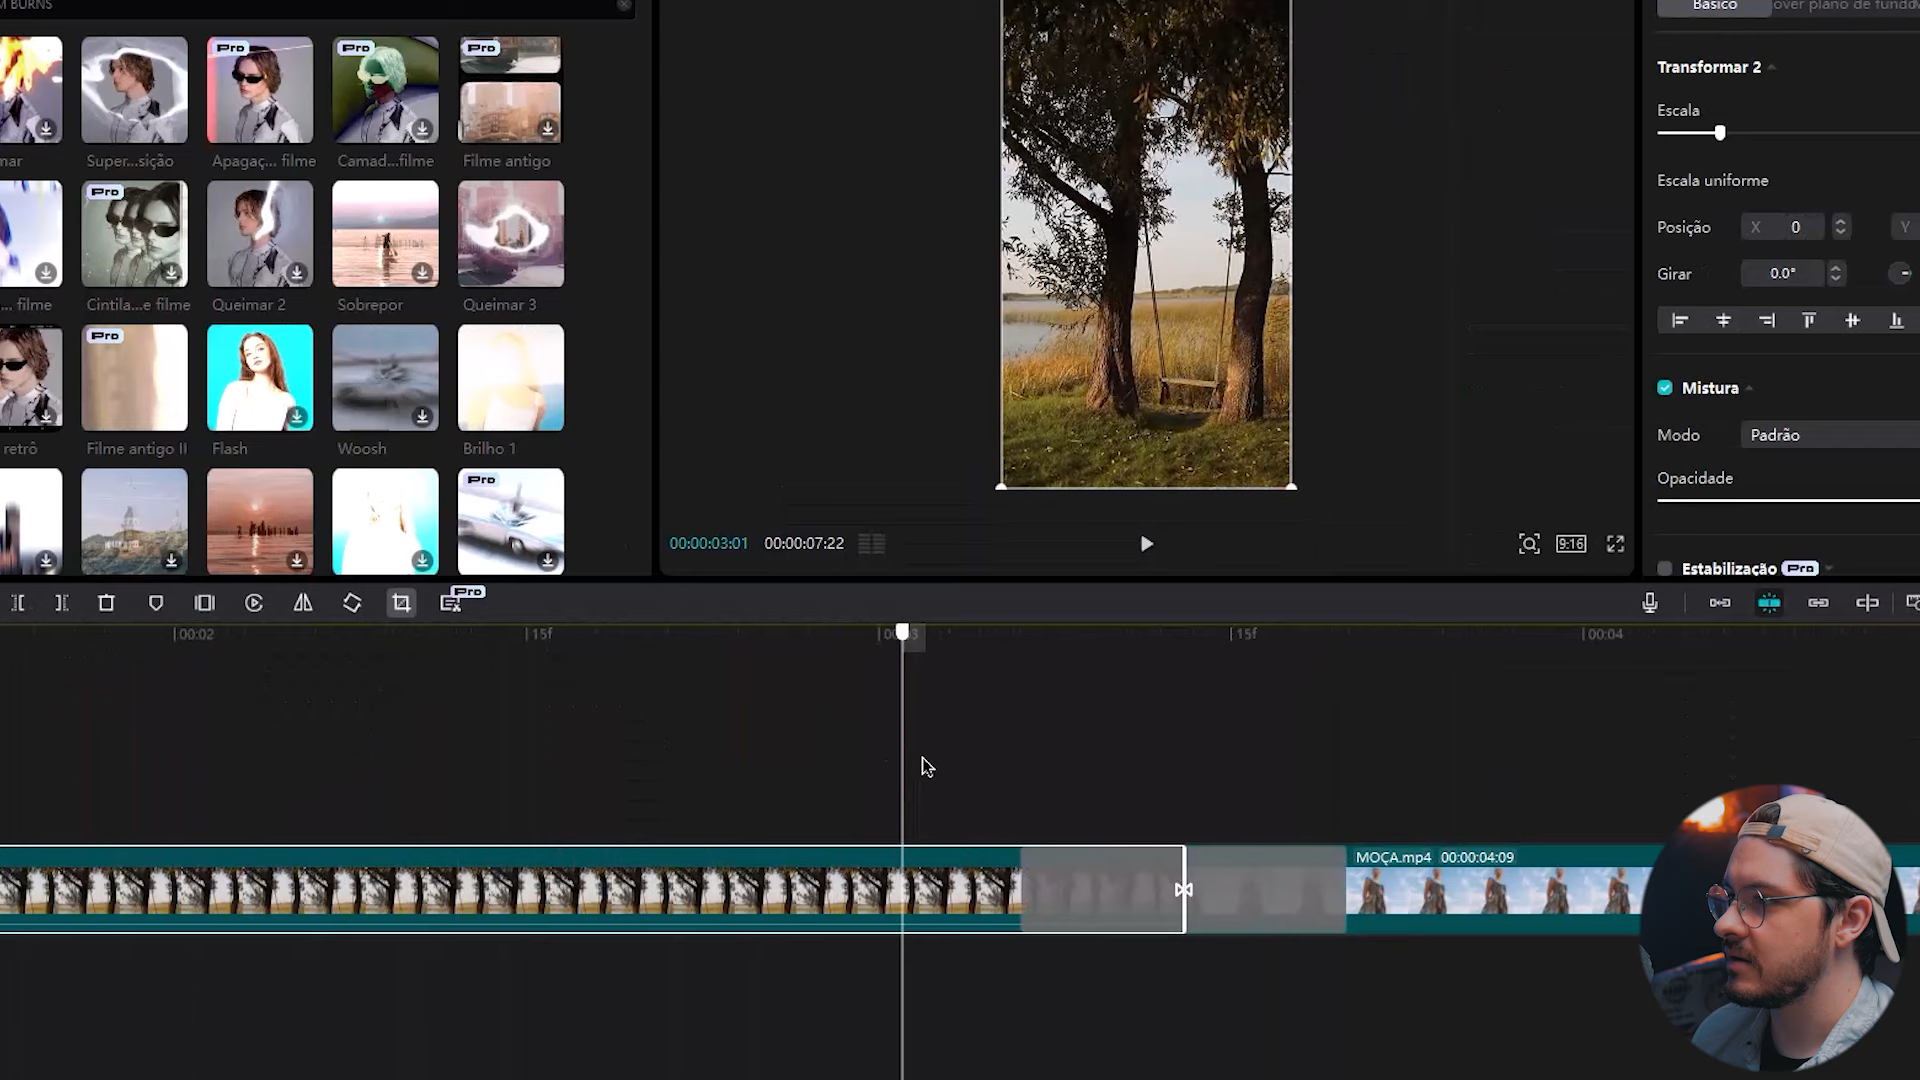 M BURNS
Básico
over plano de fundo
Pro
Pro
Pro
mar
Super...sição
Apagaç... filme
Camad...filme
Filme antigo
Pro
... filme
Cintila...e filme
Queimar 2
Sobrepor
Queimar 3
Pro
retrô
Filme antigo II
Flash
Woosh
Brilho 1
Pro
Transformar 2
Escala
Escala uniforme
Posição X 0 Y
Girar 0.0°
Mistura
Modo Padrão
Opacidade
Estabilização Pro
00:00:03:01 00:00:07:22
9:16
Pro
00:02 15f 15f 00:04
MOÇA.mp4 00:00:04:09